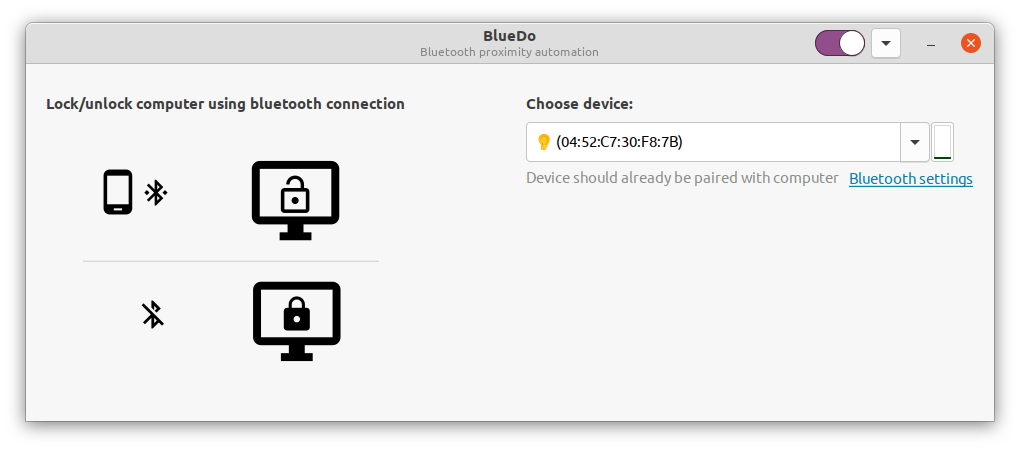 BlueDo
Bluetooth proximity automation
Lock/unlock computer using bluetooth connection
Choose device:
(04:52:C7:30:F8:7B)
Device should already be paired with computer Bluetooth settings